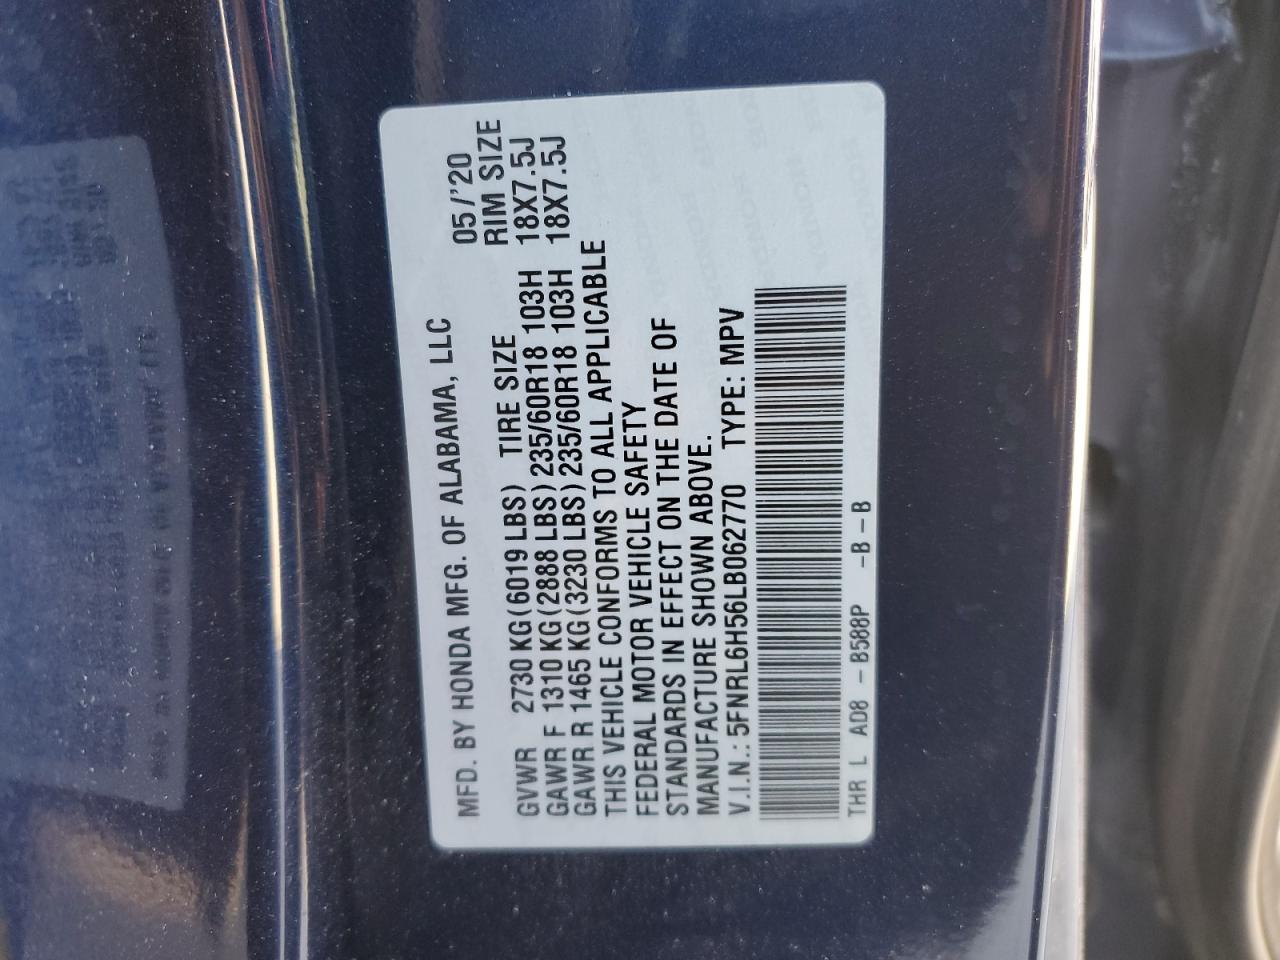 MFD. BY HONDA MFG. OF ALABAMA, LLC 05/'20
GVWR 2730 KG(6019 LBS) TIRE SIZE RIM SIZE
GAWR F 1310 KG(2888 LBS) 235/60R18 103H 18X7.5J
GAWR R 1465 KG(3230 LBS) 235/60R18 103H 18X7.5J
THIS VEHICLE CONFORMS TO ALL APPLICABLE
FEDERAL MOTOR VEHICLE SAFETY
STANDARDS IN EFFECT ON THE DATE OF
MANUFACTURE SHOWN ABOVE.
V.I.N.: 5FNRL6H56LB062770 TYPE: MPV
THR L AD8 - B588P -B-B